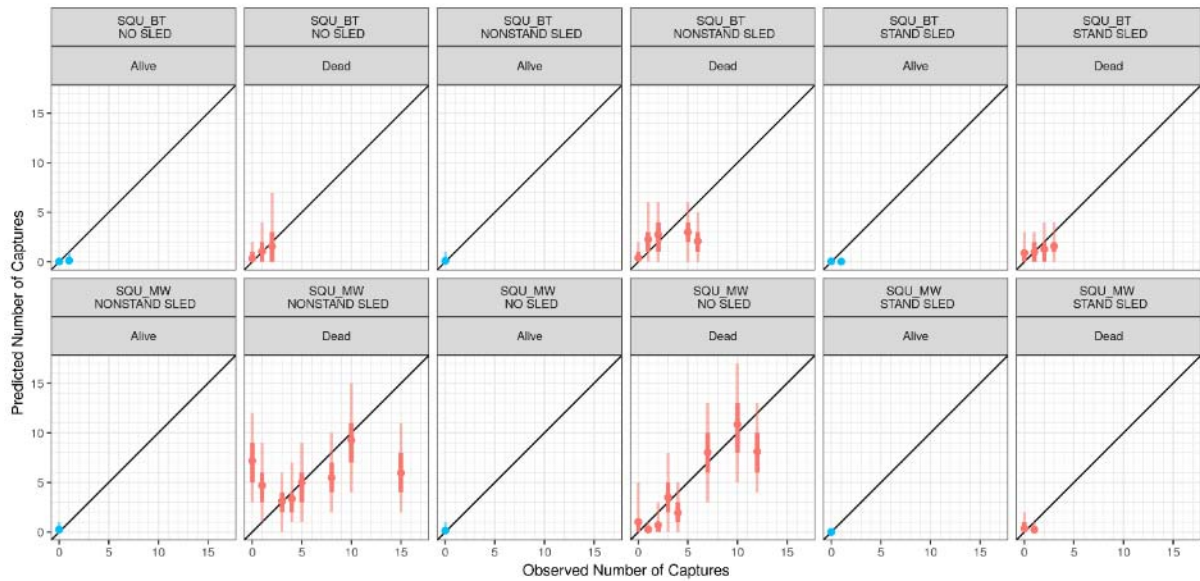 SQU_BT SQU_BT SQU_BT SQU_BT SQU_BT SQU_BT
NO SLED NO SLED NONSTAND SLED NONSTAND SLED STAND SLED STAND SLED
Alive Dead Alive Dead Alive Dead
15
10
5
0
SQU_MW SQU_MW SQU_MW SQU_MW SQU_MW SQU_MW
NONSTAND SLED NONSTAND SLED NO SLED NO SLED STAND SLED STAND SLED
Alive Dead Alive Dead Alive Dead
15
10
5
0
0 5 10 15 0 5 10 15 0 5 10 15 0 5 10 15 0 5 10 15 0 5 10 15
Predicted Number of Captures
Observed Number of Captures